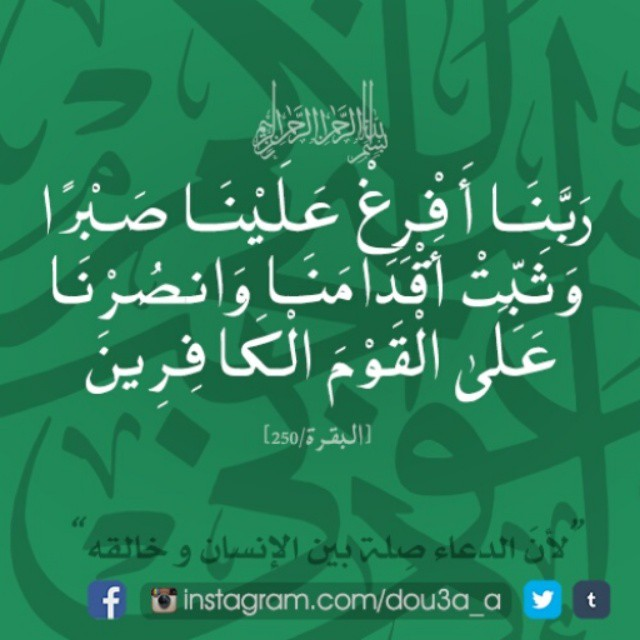 بسم الله الرحمن الرحيم
رَبَّنَا أَفْرِغْ عَلَيْنَا صَبْرًا
وَثَبِّتْ أَقْدَامَنَا وَانصُرْنَا
عَلَى الْقَوْمِ الْكَافِرِينَ
[البقرة/250]
”لأنَ الدعاء صِلة بين الإنسان و خالقه“
f instagram.com/dou3a_a t